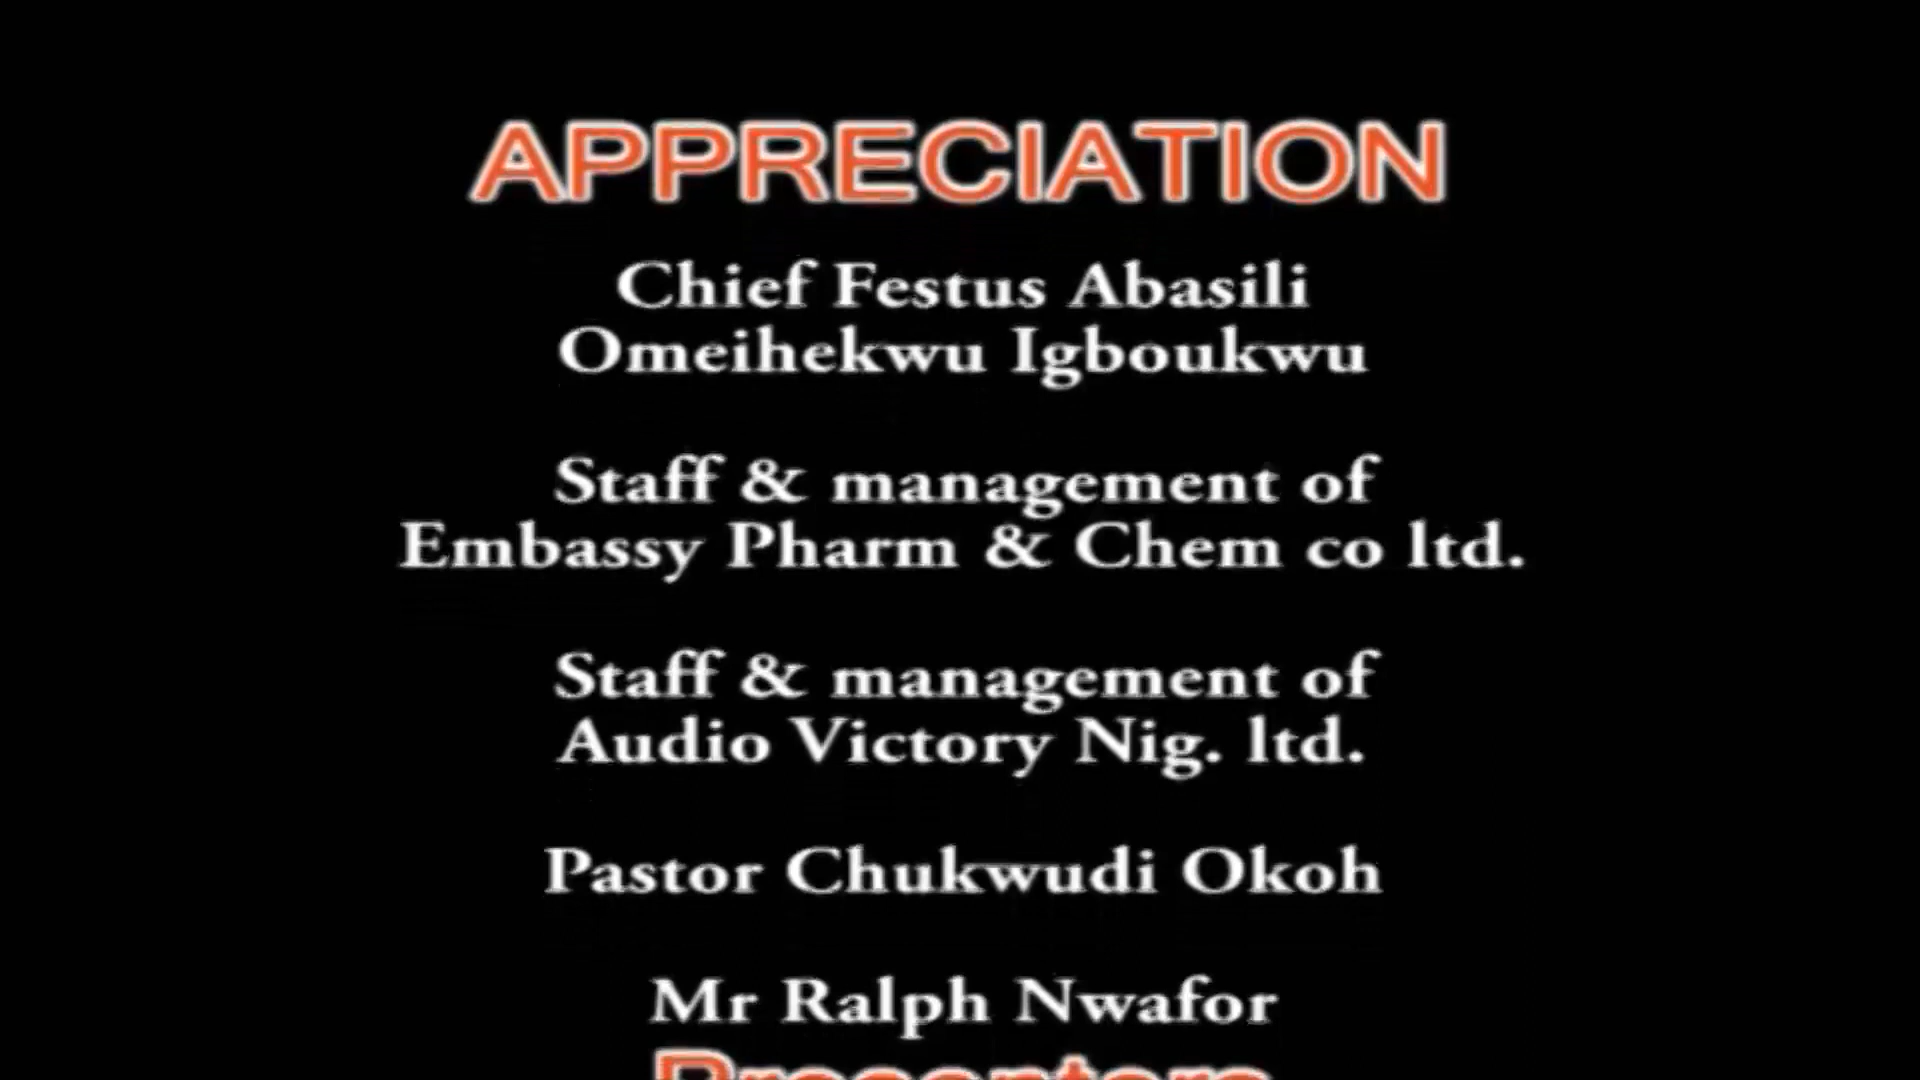 APPRECIATION
Chief Festus Abasili
Omeihekwu Igboukwu
Staff & management of
Embassy Pharm & Chem co ltd.
Staff & management of
Audio Victory Nig. ltd.
Pastor Chukwudi Okoh
Mr Ralph Nwafor
Presenters